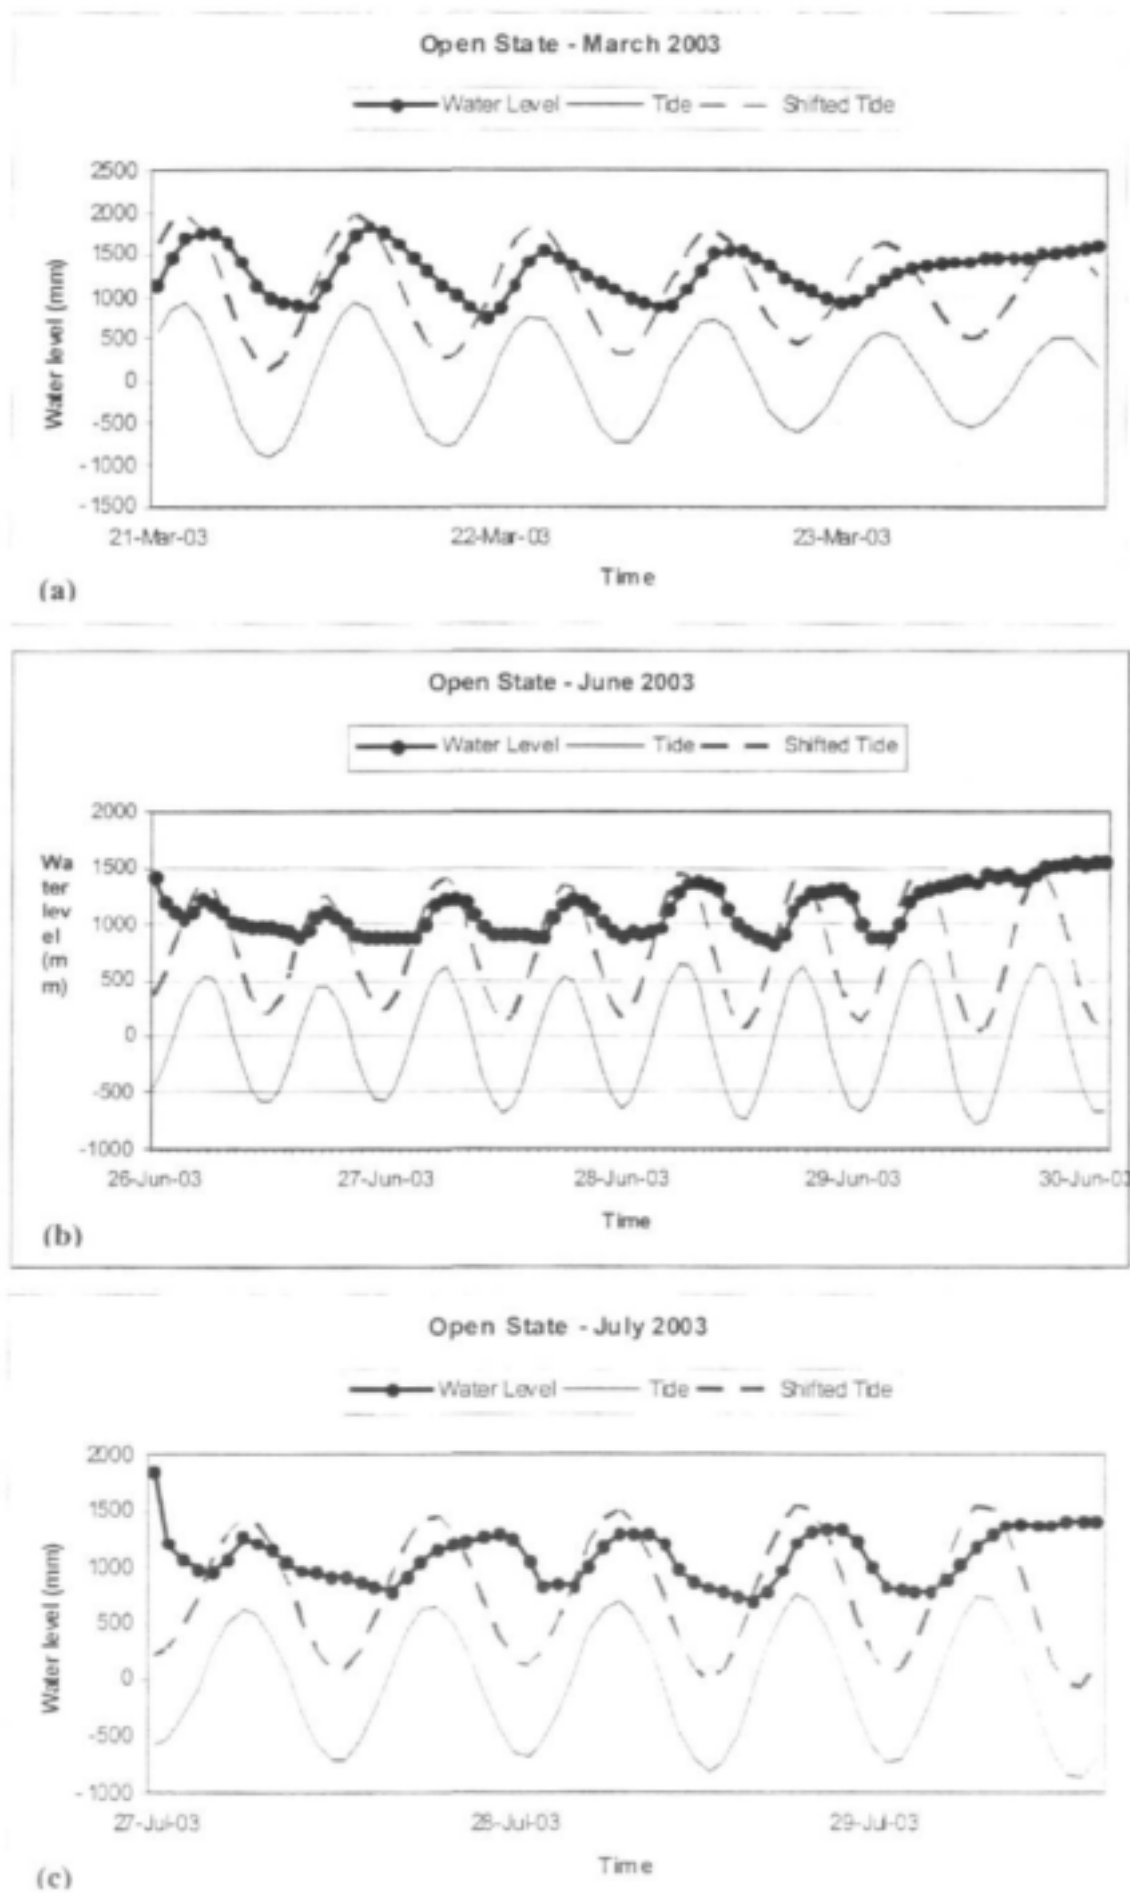 Open State - March 2003
Water Level Tide Shifted Tide
2500
2000
1500
1000
500
0
-500
-1000
-1500
Water level (mm)
21-Mar-03 22-Mar-03 23-Mar-03
Time
(a)
Open State - June 2003
Water Level Tide Shifted Tide
2000
1500
1000
500
0
-500
-1000
Wa
ter
lev
el
(m
m)
26-Jun-03 27-Jun-03 28-Jun-03 29-Jun-03 30-Jun-03
Time
(b)
Open State - July 2003
Water Level Tide Shifted Tide
2000
1500
1000
500
0
-500
-1000
Water level (mm)
27-Jul-03 28-Jul-03 29-Jul-03
Time
(c)